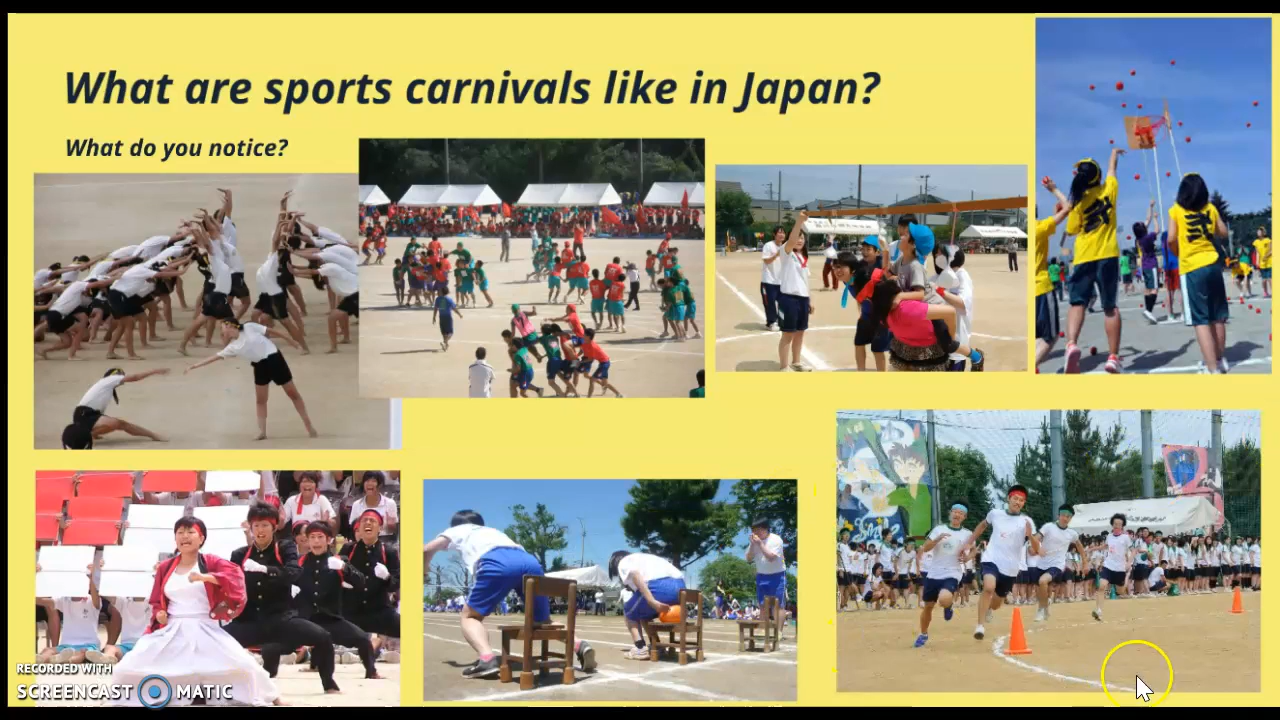 What are sports carnivals like in Japan?
What do you notice?
RECORDED WITH
SCREENCAST MATIC